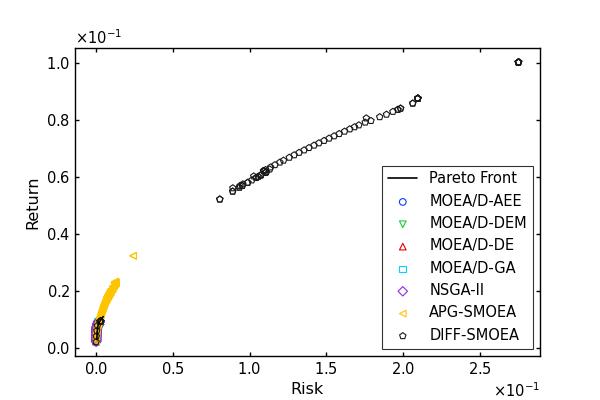 ×10⁻¹
1.0
0.8
0.6
0.4
0.2
0.0
Return
Pareto Front
MOEA/D-AEE
MOEA/D-DEM
MOEA/D-DE
MOEA/D-GA
NSGA-II
APG-SMOEA
DIFF-SMOEA
0.0 0.5 1.0 1.5 2.0 2.5
Risk
×10⁻¹